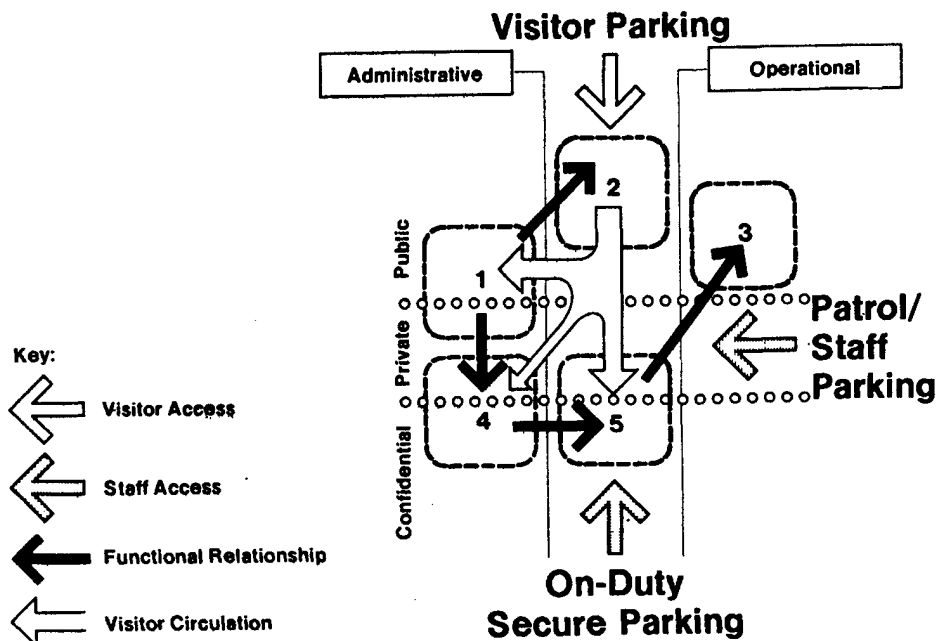 Visitor Parking
Administrative
Operational
2
3
Public
1
Patrol/
Staff
Parking
Private
Key:
Visitor Access
4
5
Confidential
Staff Access
Functional Relationship
On-Duty
Secure Parking
Visitor Circulation